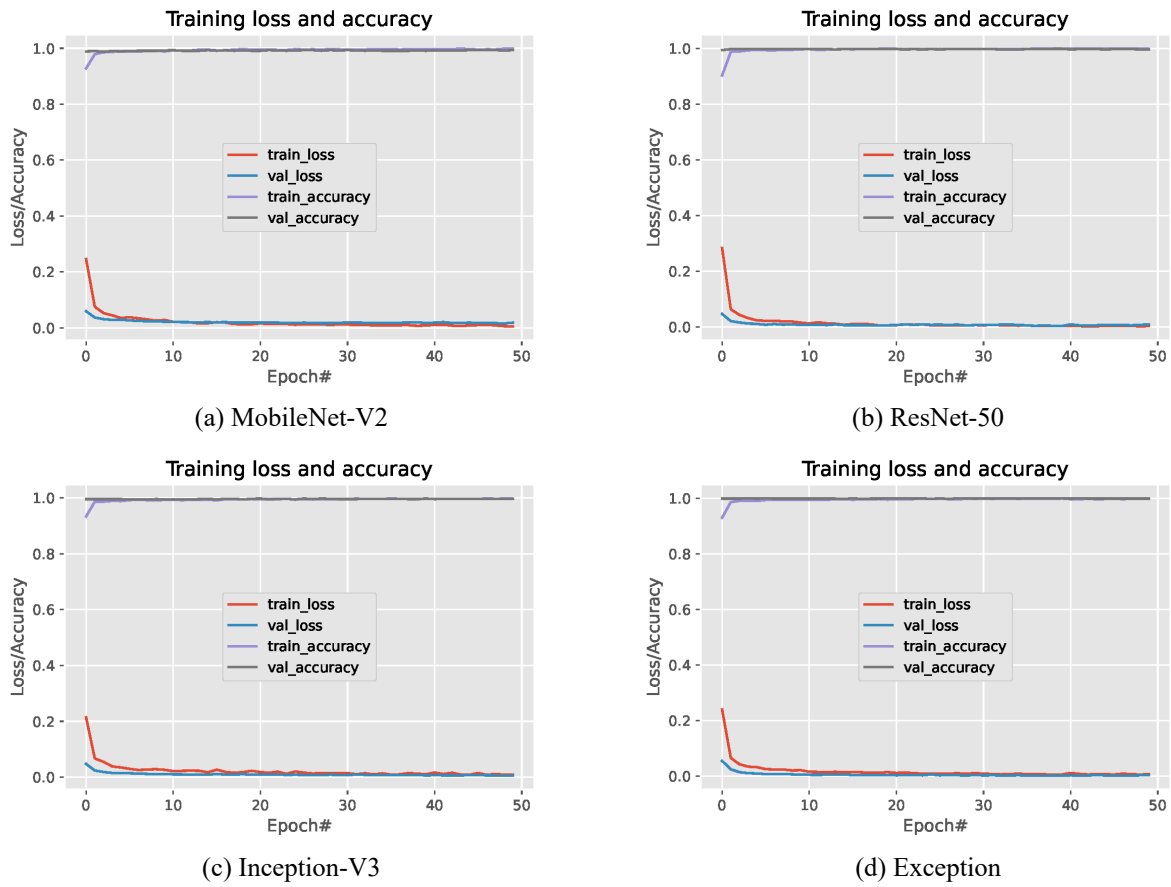 Training loss and accuracy
1.0
0.8
0.6
0.4
0.2
0.0
Loss/Accuracy
train_loss
val_loss
train_accuracy
val_accuracy
0 10 20 30 40 50
Epoch#
(a) MobileNet-V2
Training loss and accuracy
1.0
0.8
0.6
0.4
0.2
0.0
Loss/Accuracy
train_loss
val_loss
train_accuracy
val_accuracy
0 10 20 30 40 50
Epoch#
(b) ResNet-50
Training loss and accuracy
1.0
0.8
0.6
0.4
0.2
0.0
Loss/Accuracy
train_loss
val_loss
train_accuracy
val_accuracy
0 10 20 30 40 50
Epoch#
(c) Inception-V3
Training loss and accuracy
1.0
0.8
0.6
0.4
0.2
0.0
Loss/Accuracy
train_loss
val_loss
train_accuracy
val_accuracy
0 10 20 30 40 50
Epoch#
(d) Exception